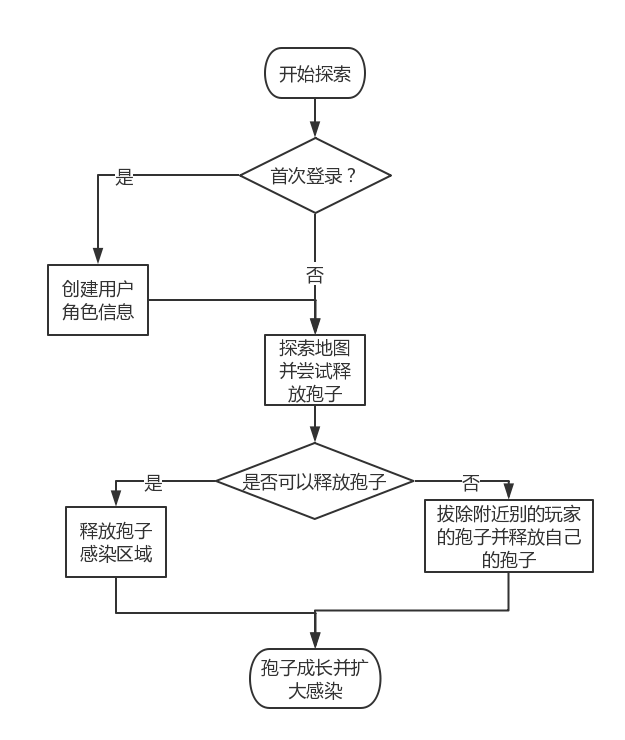 开始探索
首次登录？
是
否
创建用户
角色信息
探索地图
并尝试释
放孢子
是否可以释放孢子
是
否
释放孢子
感染区域
拔除附近别的玩家
的孢子并释放自己
的孢子
孢子成长并扩
大感染